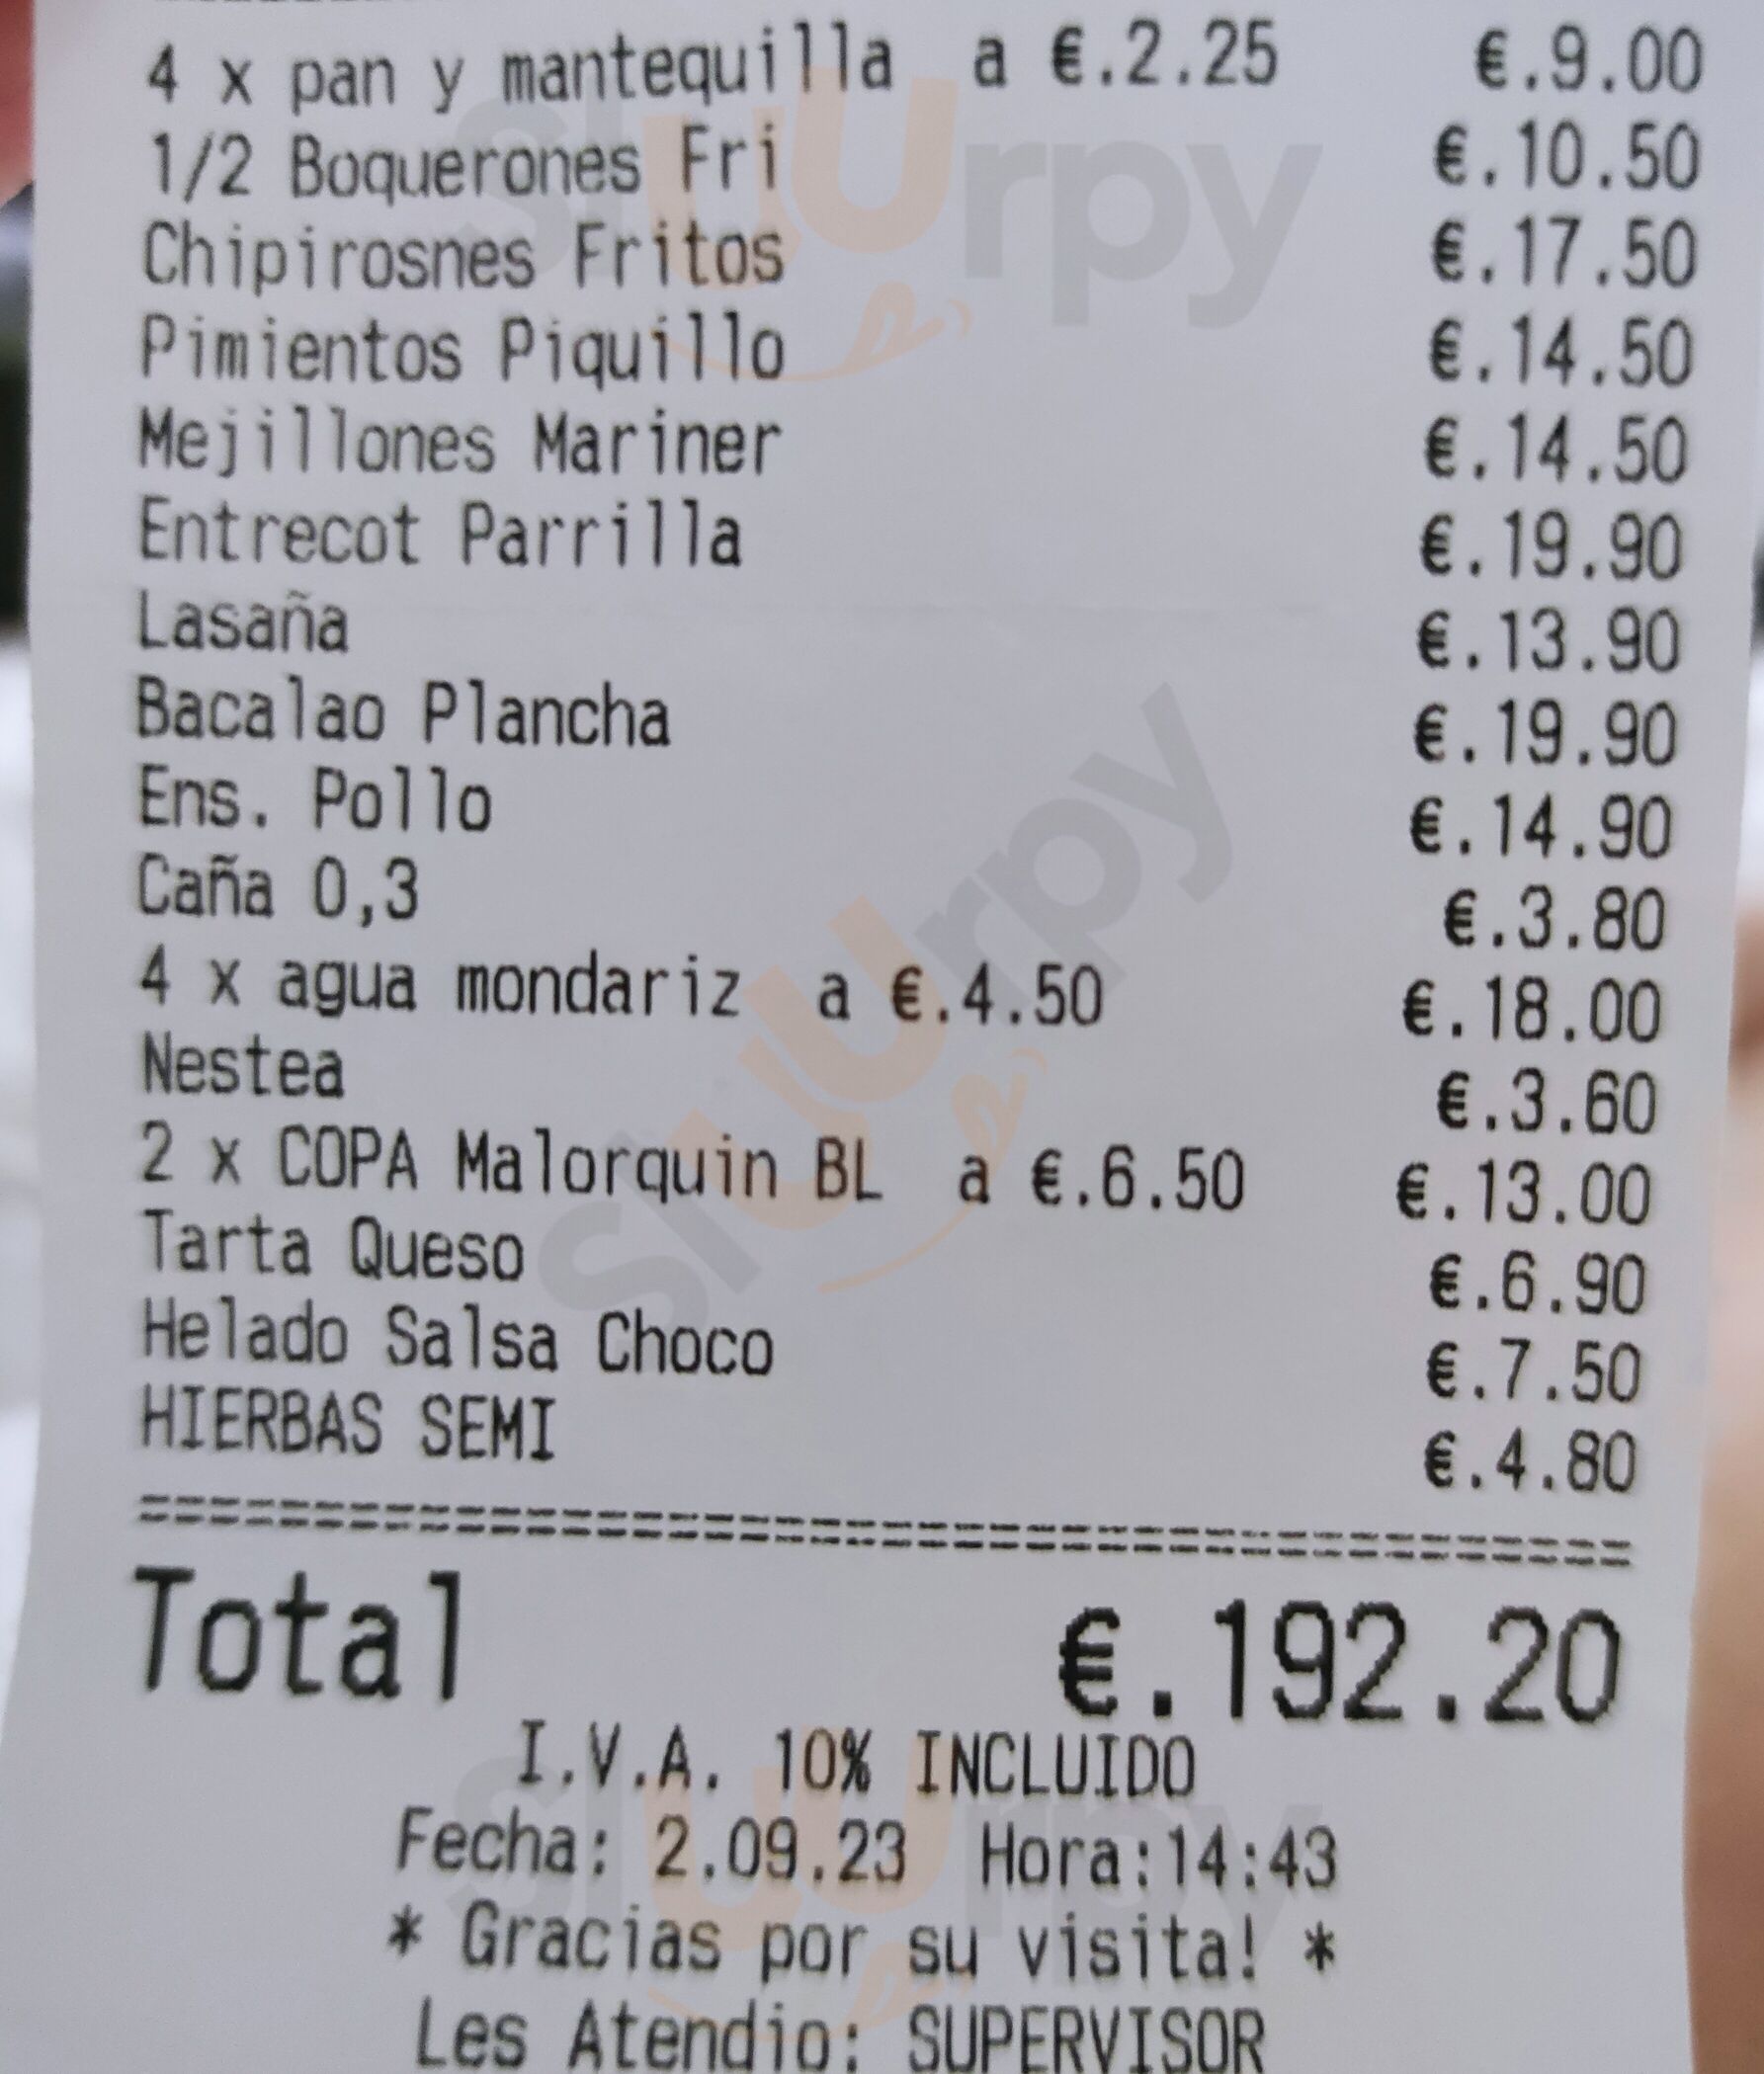 4 x pan y mantequilla a €.2.25 €.9.00
1/2 Boquerones Fri €.10.50
Chipirosnes Fritos €.17.50
Pimientos Piquillo €.14.50
Mejillones Mariner €.14.50
Entrecot Parrilla €.19.90
Lasaña €.13.90
Bacalao Plancha €.19.90
Ens. Pollo €.14.90
Caña 0,3 €.3.80
4 x agua mondariz a €.4.50 €.18.00
Nestea €.3.60
2 x COPA Malorquin BL a €.6.50 €.13.00
Tarta Queso €.6.90
Helado Salsa Choco €.7.50
HIERBAS SEMI €.4.80
Total €.192.20
I.V.A. 10% INCLUIDO
Fecha: 2.09.23 Hora:14:43
* Gracias por su visita! *
Les Atendio: SUPERVISOR
Sluurpy
Sluurpy
Sluurpy